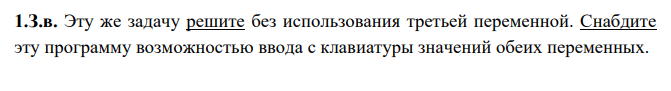 1.3.в. Эту же задачу решите без использования третьей переменной. Снабдите
эту программу возможностью ввода с клавиатуры значений обеих переменных.